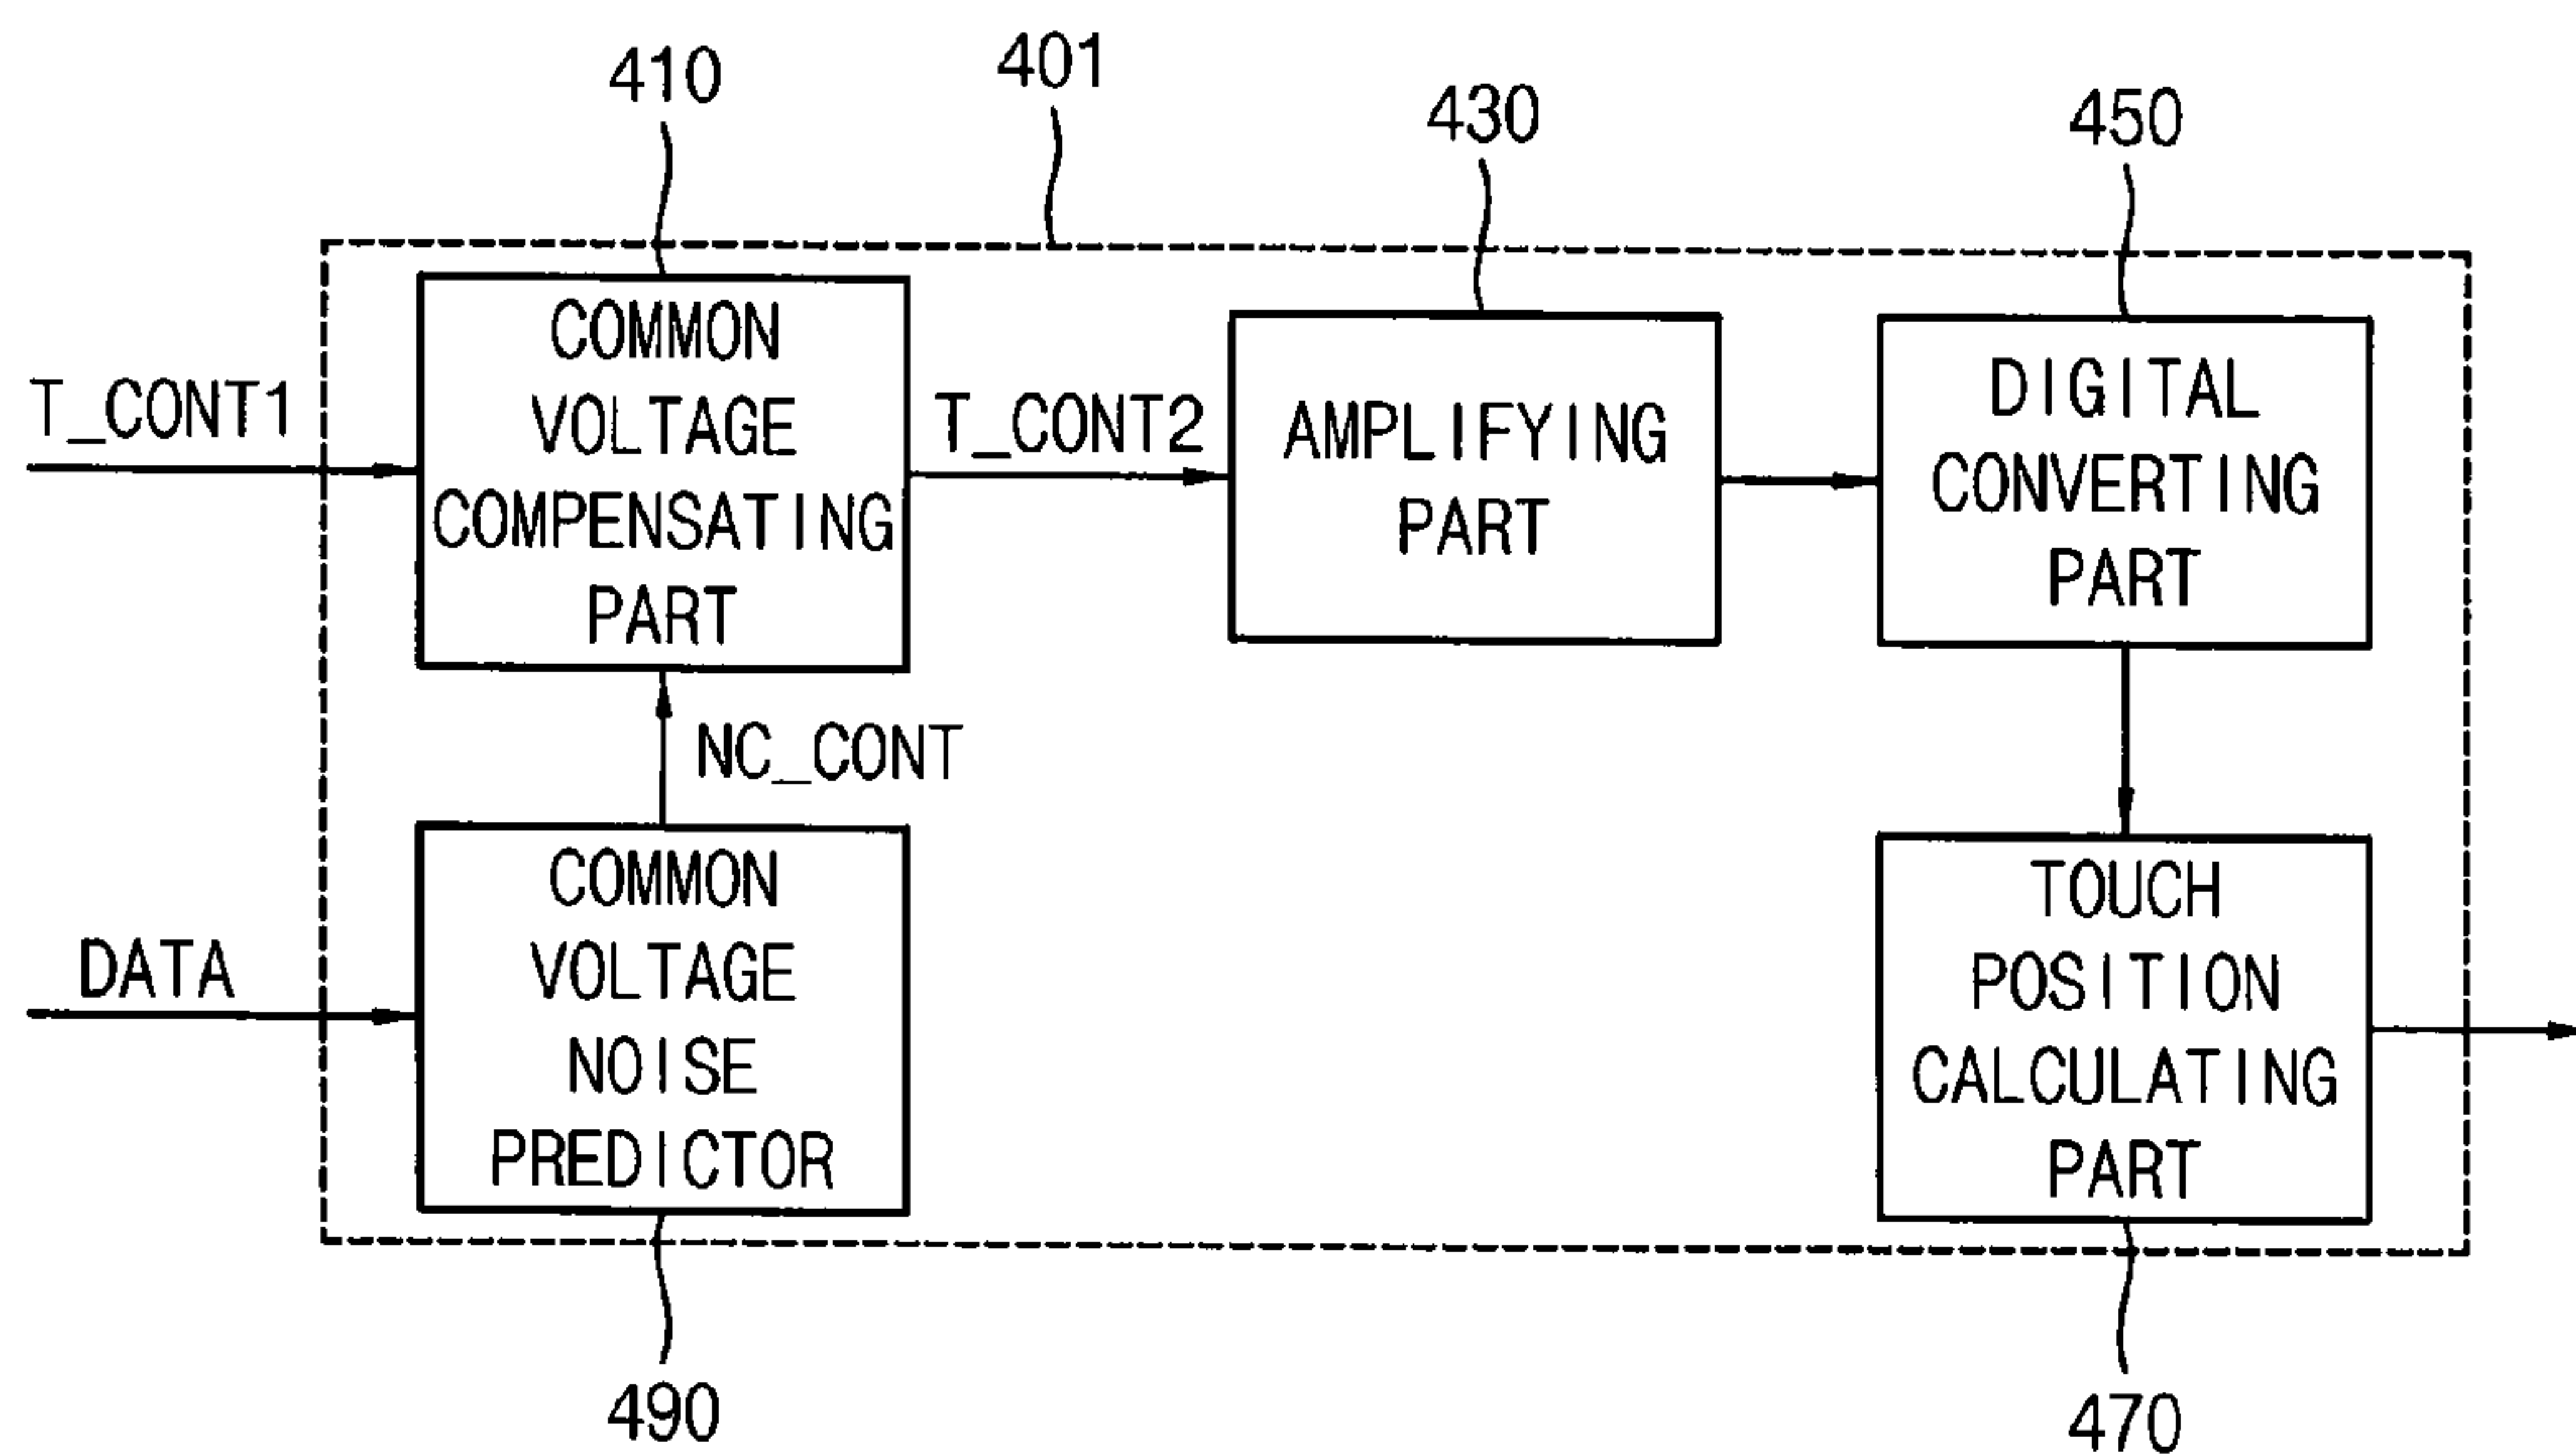 410
401
430
450
T_CONT1
COMMON
VOLTAGE
COMPENSATING
PART
T_CONT2
AMPLIFYING
PART
DIGITAL
CONVERTING
PART
NC_CONT
DATA
COMMON
VOLTAGE
NOISE
PREDICTOR
TOUCH
POSITION
CALCULATING
PART
490
470